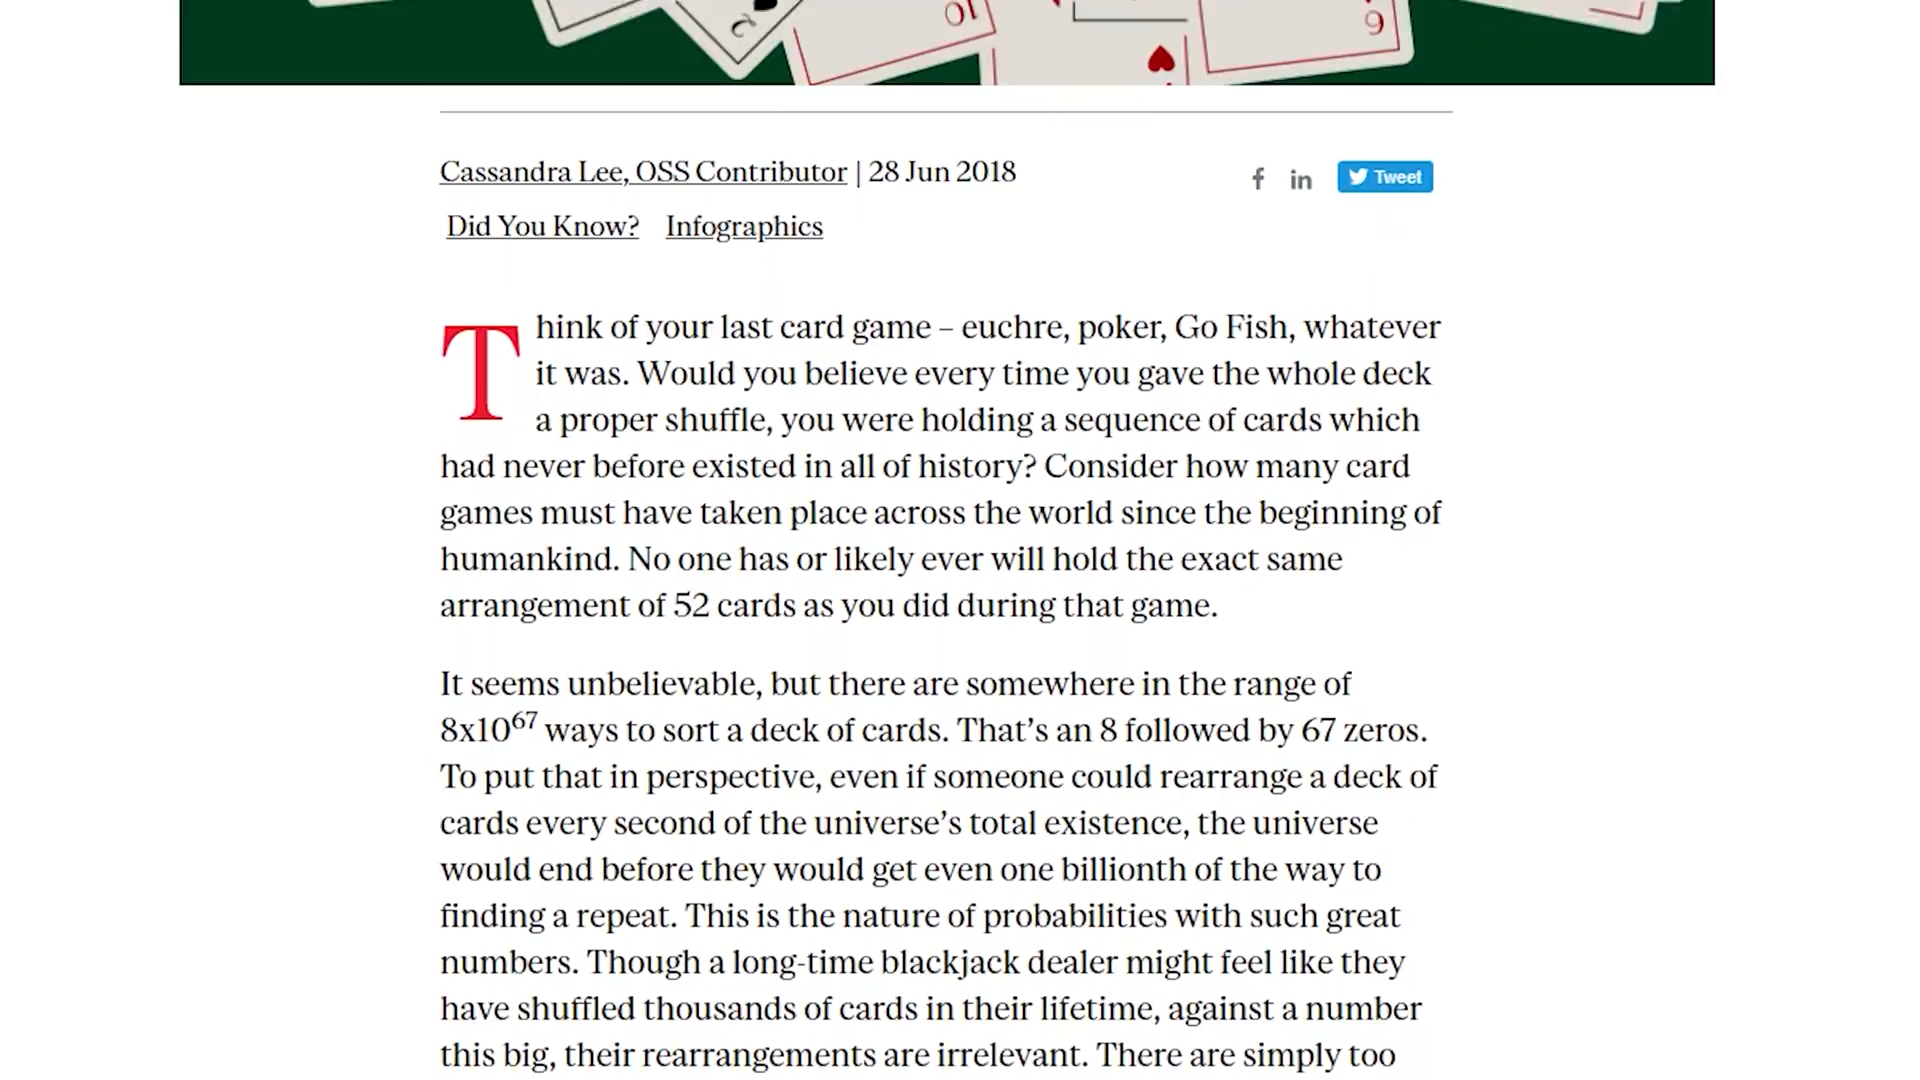 2
10
6
Cassandra Lee, OSS Contributor | 28 Jun 2018
f in Tweet
Did You Know? Infographics
Think of your last card game – euchre, poker, Go Fish, whatever
it was. Would you believe every time you gave the whole deck
a proper shuffle, you were holding a sequence of cards which
had never before existed in all of history? Consider how many card
games must have taken place across the world since the beginning of
humankind. No one has or likely ever will hold the exact same
arrangement of 52 cards as you did during that game.
It seems unbelievable, but there are somewhere in the range of
8x10⁶⁷ ways to sort a deck of cards. That’s an 8 followed by 67 zeros.
To put that in perspective, even if someone could rearrange a deck of
cards every second of the universe’s total existence, the universe
would end before they would get even one billionth of the way to
finding a repeat. This is the nature of probabilities with such great
numbers. Though a long-time blackjack dealer might feel like they
have shuffled thousands of cards in their lifetime, against a number
this big, their rearrangements are irrelevant. There are simply too